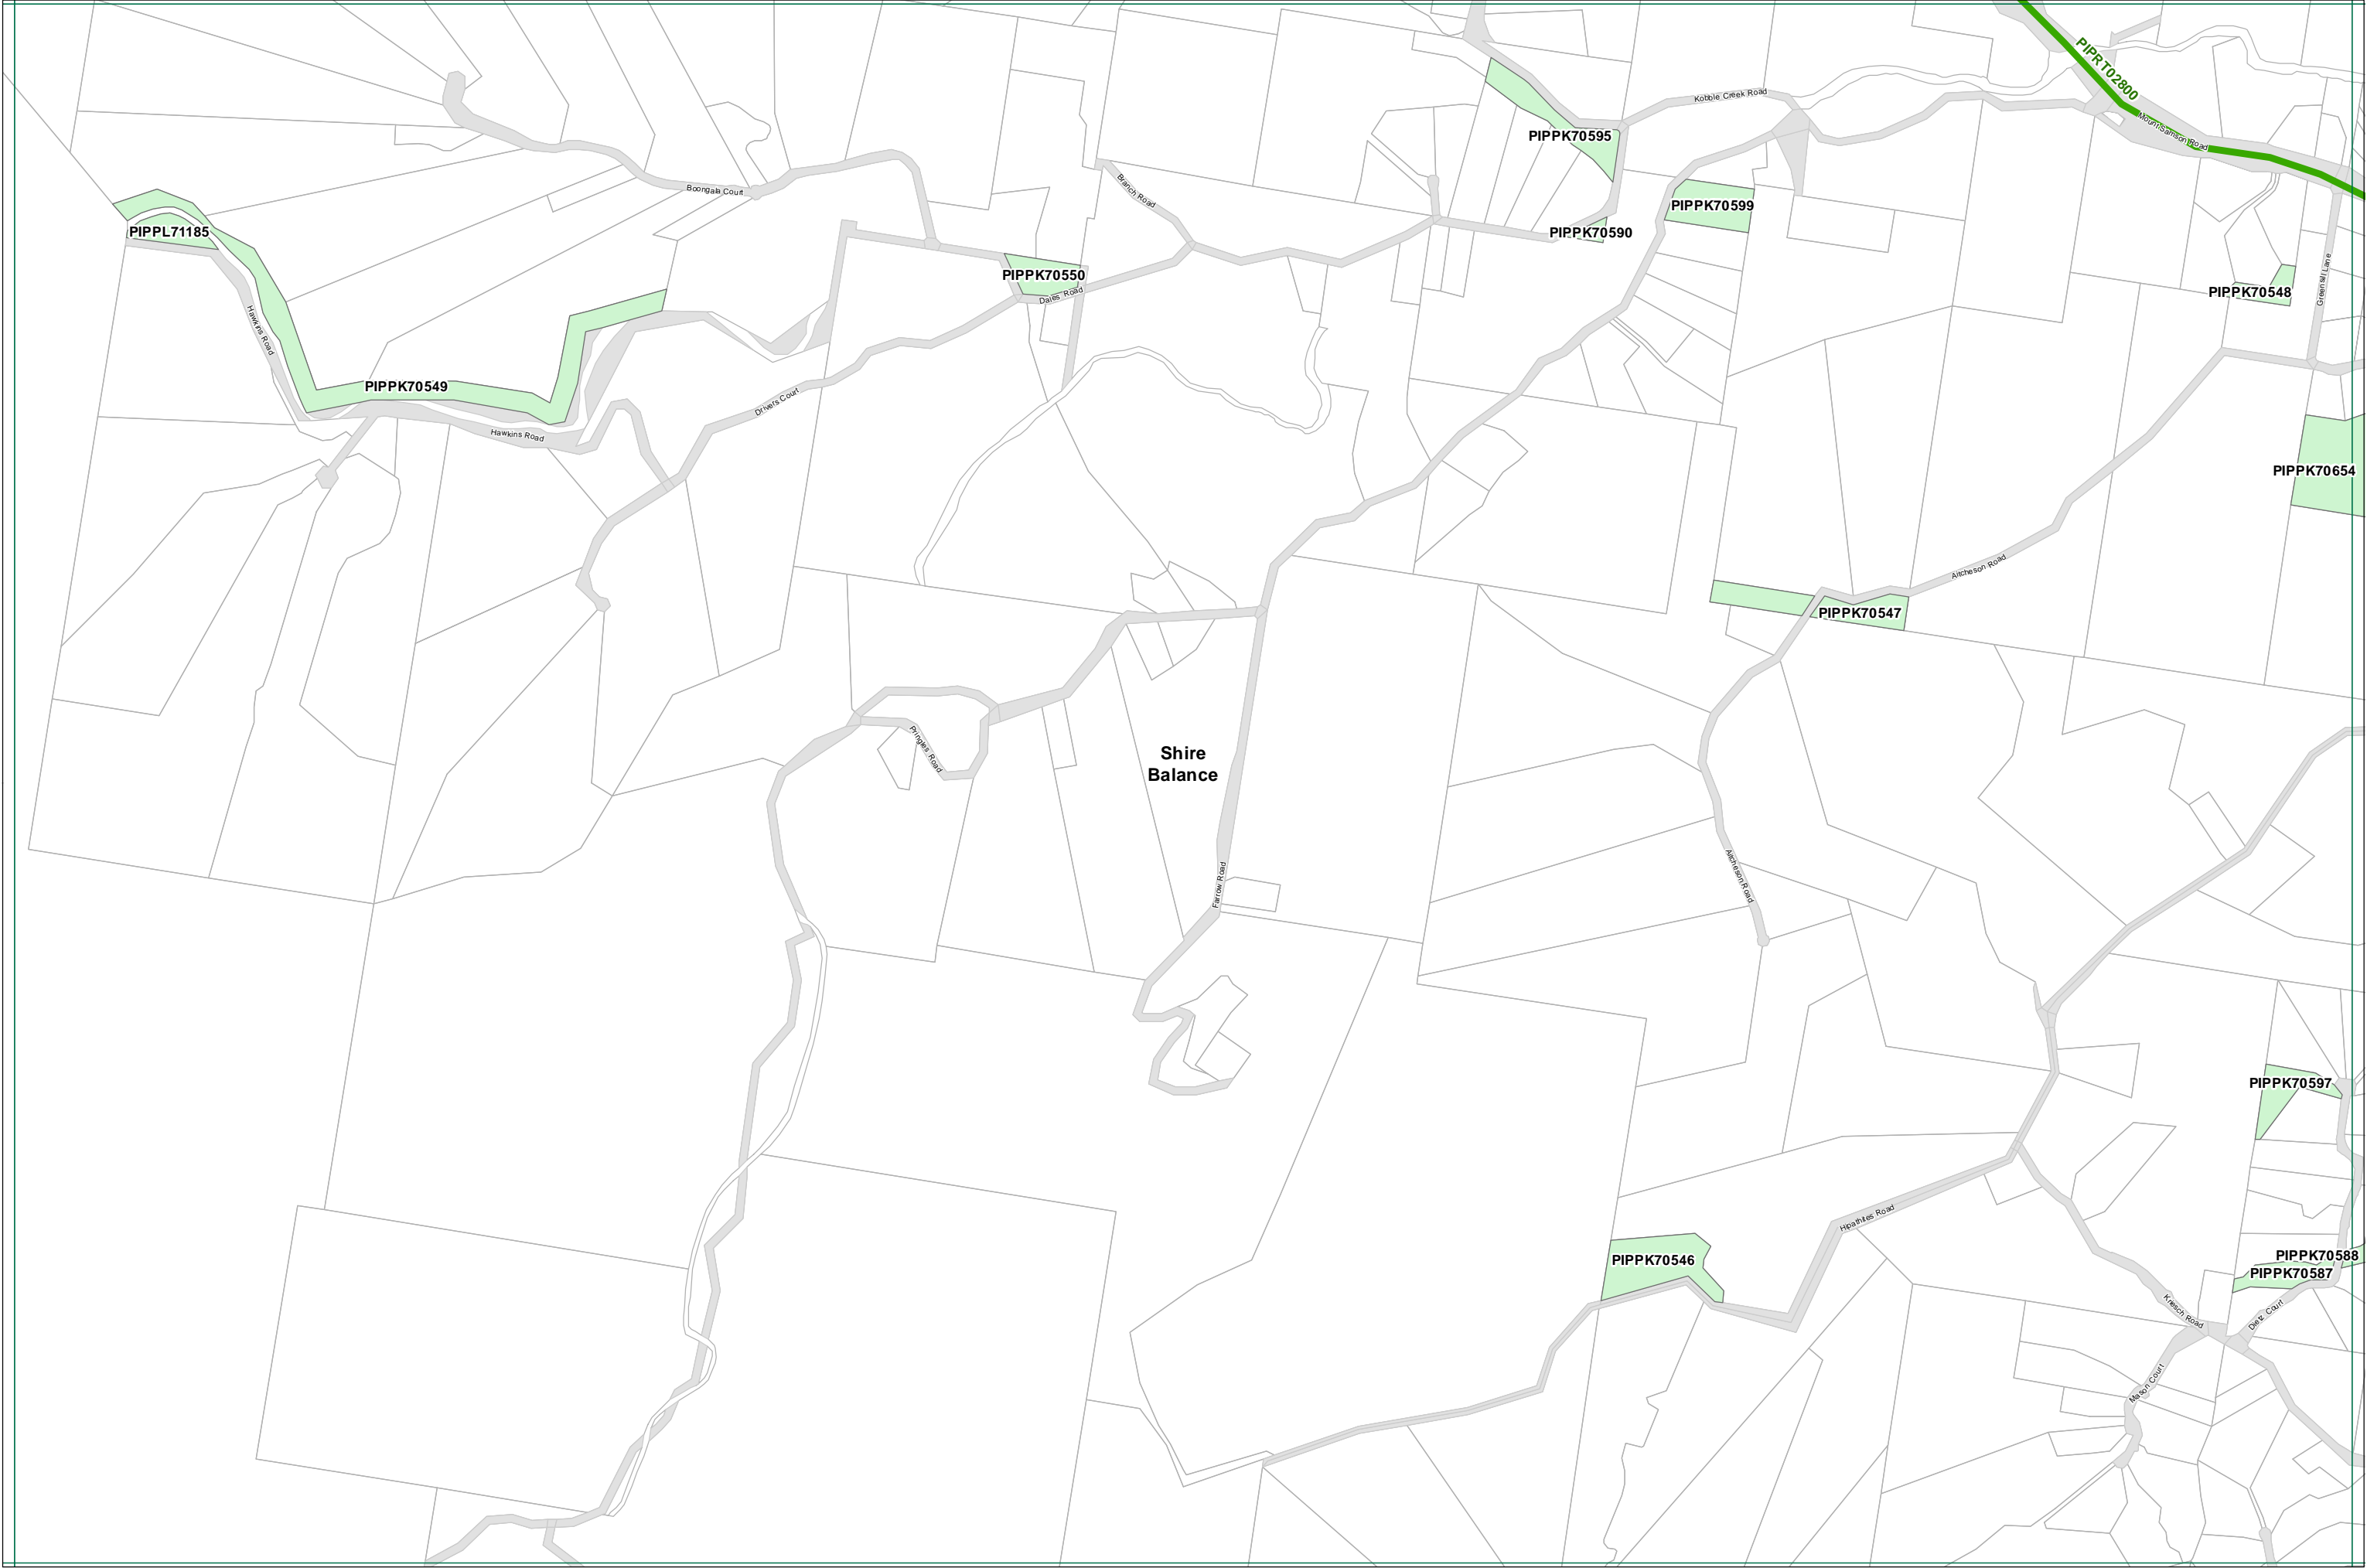 PIPRT02800
Kobble Creek Road
Mount Samson Road
PIPPK70595
Boongala Court
Branch Road
PIPPK70599
PIPPL71185
PIPPK70590
PIPPK70550
Dales Road
PIPPK70548
Greensill Lane
Hawkins Road
PIPPK70549
Drivers Court
Hawkins Road
PIPPK70654
Aitcheson Road
PIPPK70547
Pringles Road
Shire
Balance
Farrow Road
Aitcheson Road
PIPPK70597
Hipathites Road
PIPPK70546
PIPPK70588
PIPPK70587
Kriesch Road
Dietz Court
Mason Court